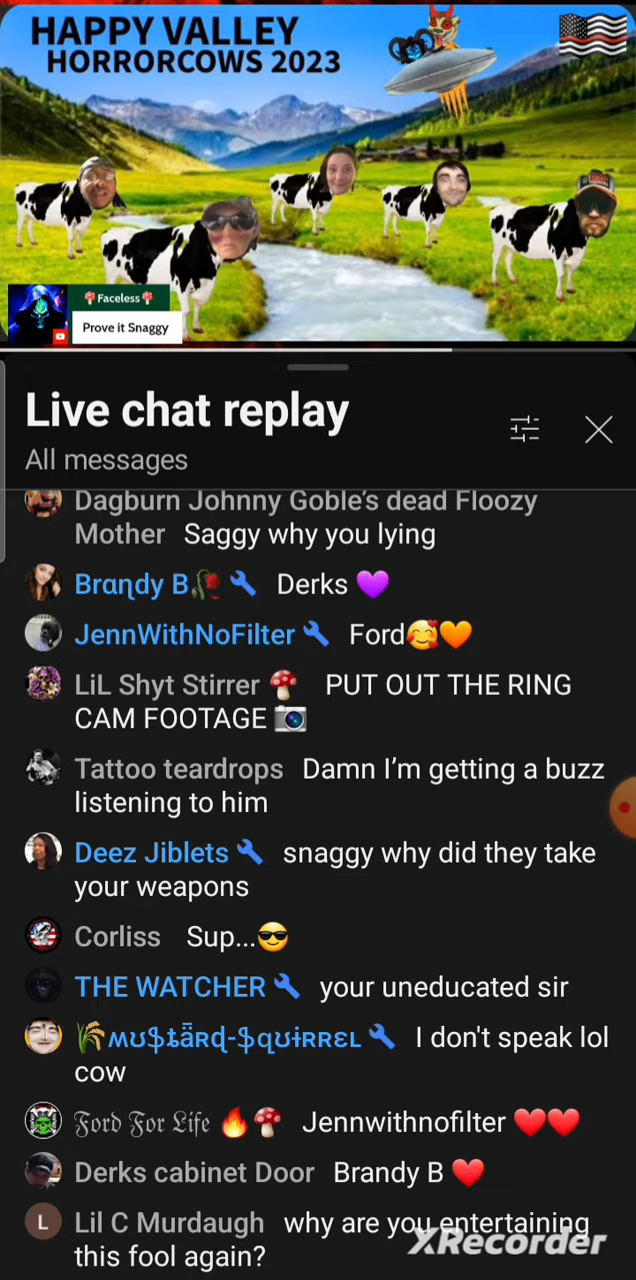 HAPPY VALLEY
HORRORCOWS 2023
🍄Faceless🍄
Prove it Snaggy
Live chat replay
All messages
Dagburn Johnny Goble's dead Floozy
Mother Saggy why you lying
Brαɳdy B🥀 Derks 💜
JennWithNoFilter Ford🥰🧡
LiL Shyt Stirrer 🍄 PUT OUT THE RING
CAM FOOTAGE 📷
Tattoo teardrops Damn I'm getting a buzz
listening to him
Deez Jiblets snaggy why did they take
your weapons
Corliss Sup...😎
THE WATCHER your uneducated sir
🌾ʍʊ$ȶǟʀɖ-$զʊɨʀʀɛʟ I don't speak lol
cow
𝔉𝔬𝔯𝔡 𝔉𝔬𝔯 𝔏𝔦𝔣𝔢 🔥🍄 Jennwithnofilter ❤️❤️
Derks cabinet Door Brandy B ❤️
L Lil C Murdaugh why are you entertaining
this fool again?
XRecorder